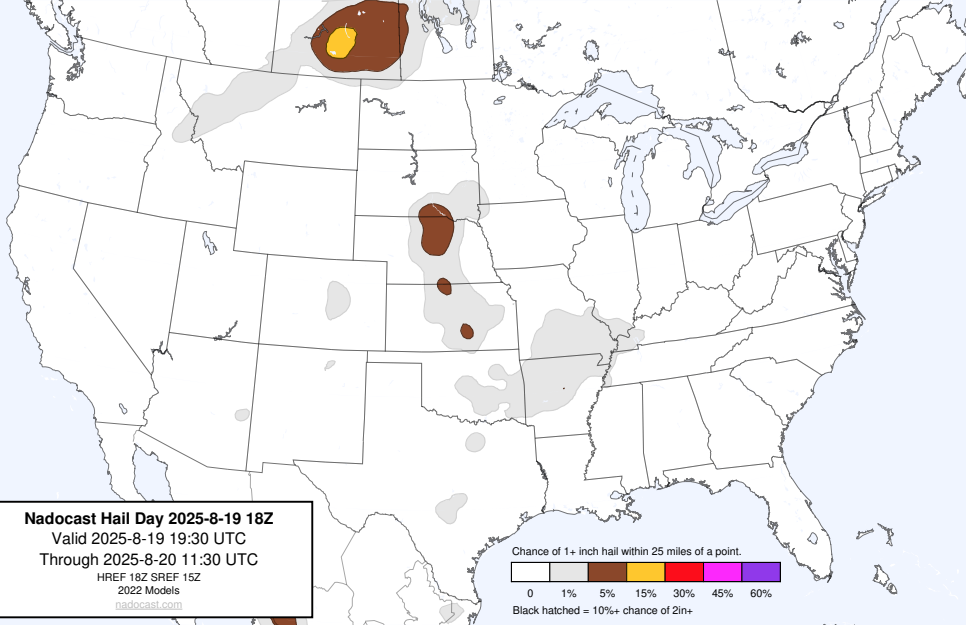 Nadocast Hail Day 2025-8-19 18Z
Valid 2025-8-19 19:30 UTC
Through 2025-8-20 11:30 UTC
HREF 18Z SREF 15Z
2022 Models
nadocast.com
Chance of 1+ inch hail within 25 miles of a point.
0 1% 5% 15% 30% 45% 60%
Black hatched = 10%+ chance of 2in+